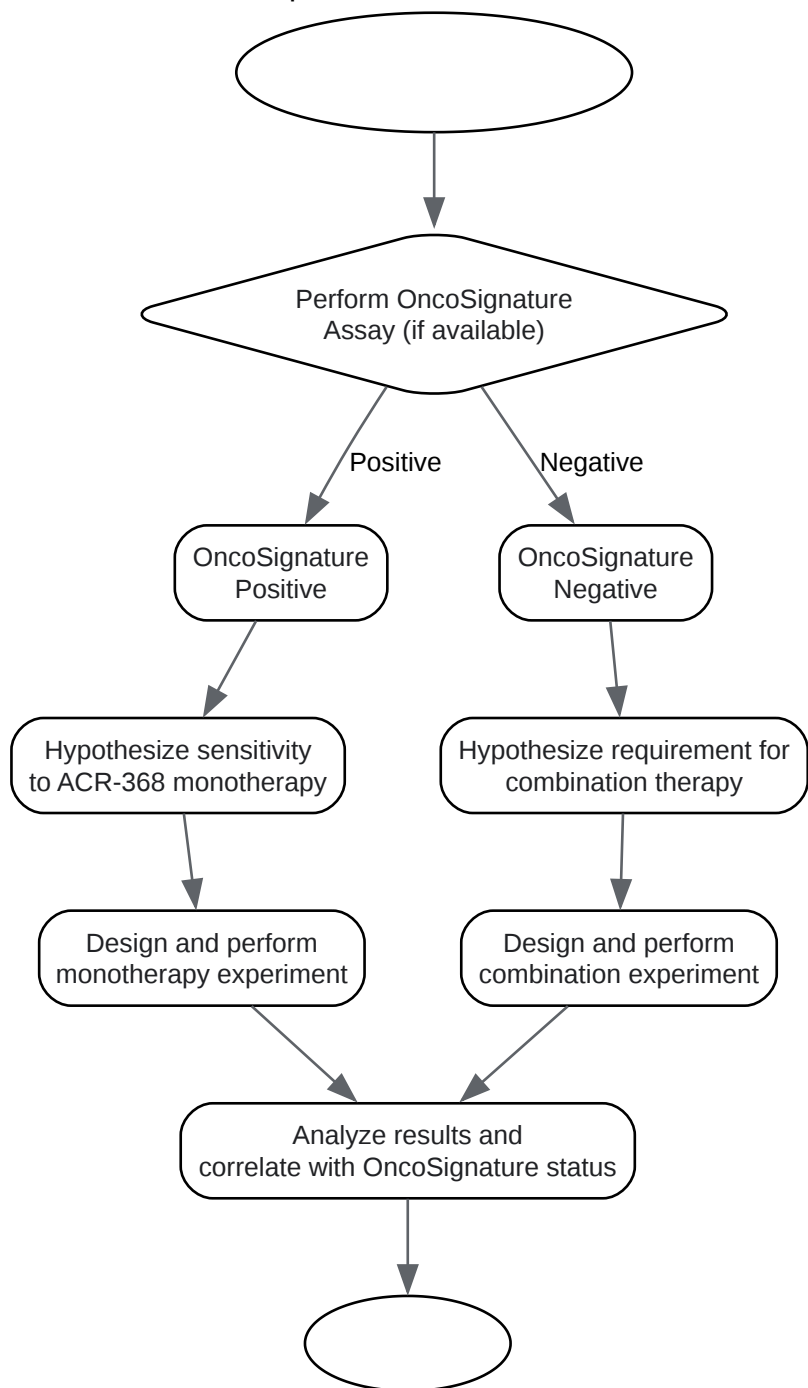 Perform OncoSignature
Assay (if available)
Positive
Negative
OncoSignature
Positive
OncoSignature
Negative
Hypothesize sensitivity
to ACR-368 monotherapy
Hypothesize requirement for
combination therapy
Design and perform
monotherapy experiment
Design and perform
combination experiment
Analyze results and
correlate with OncoSignature status